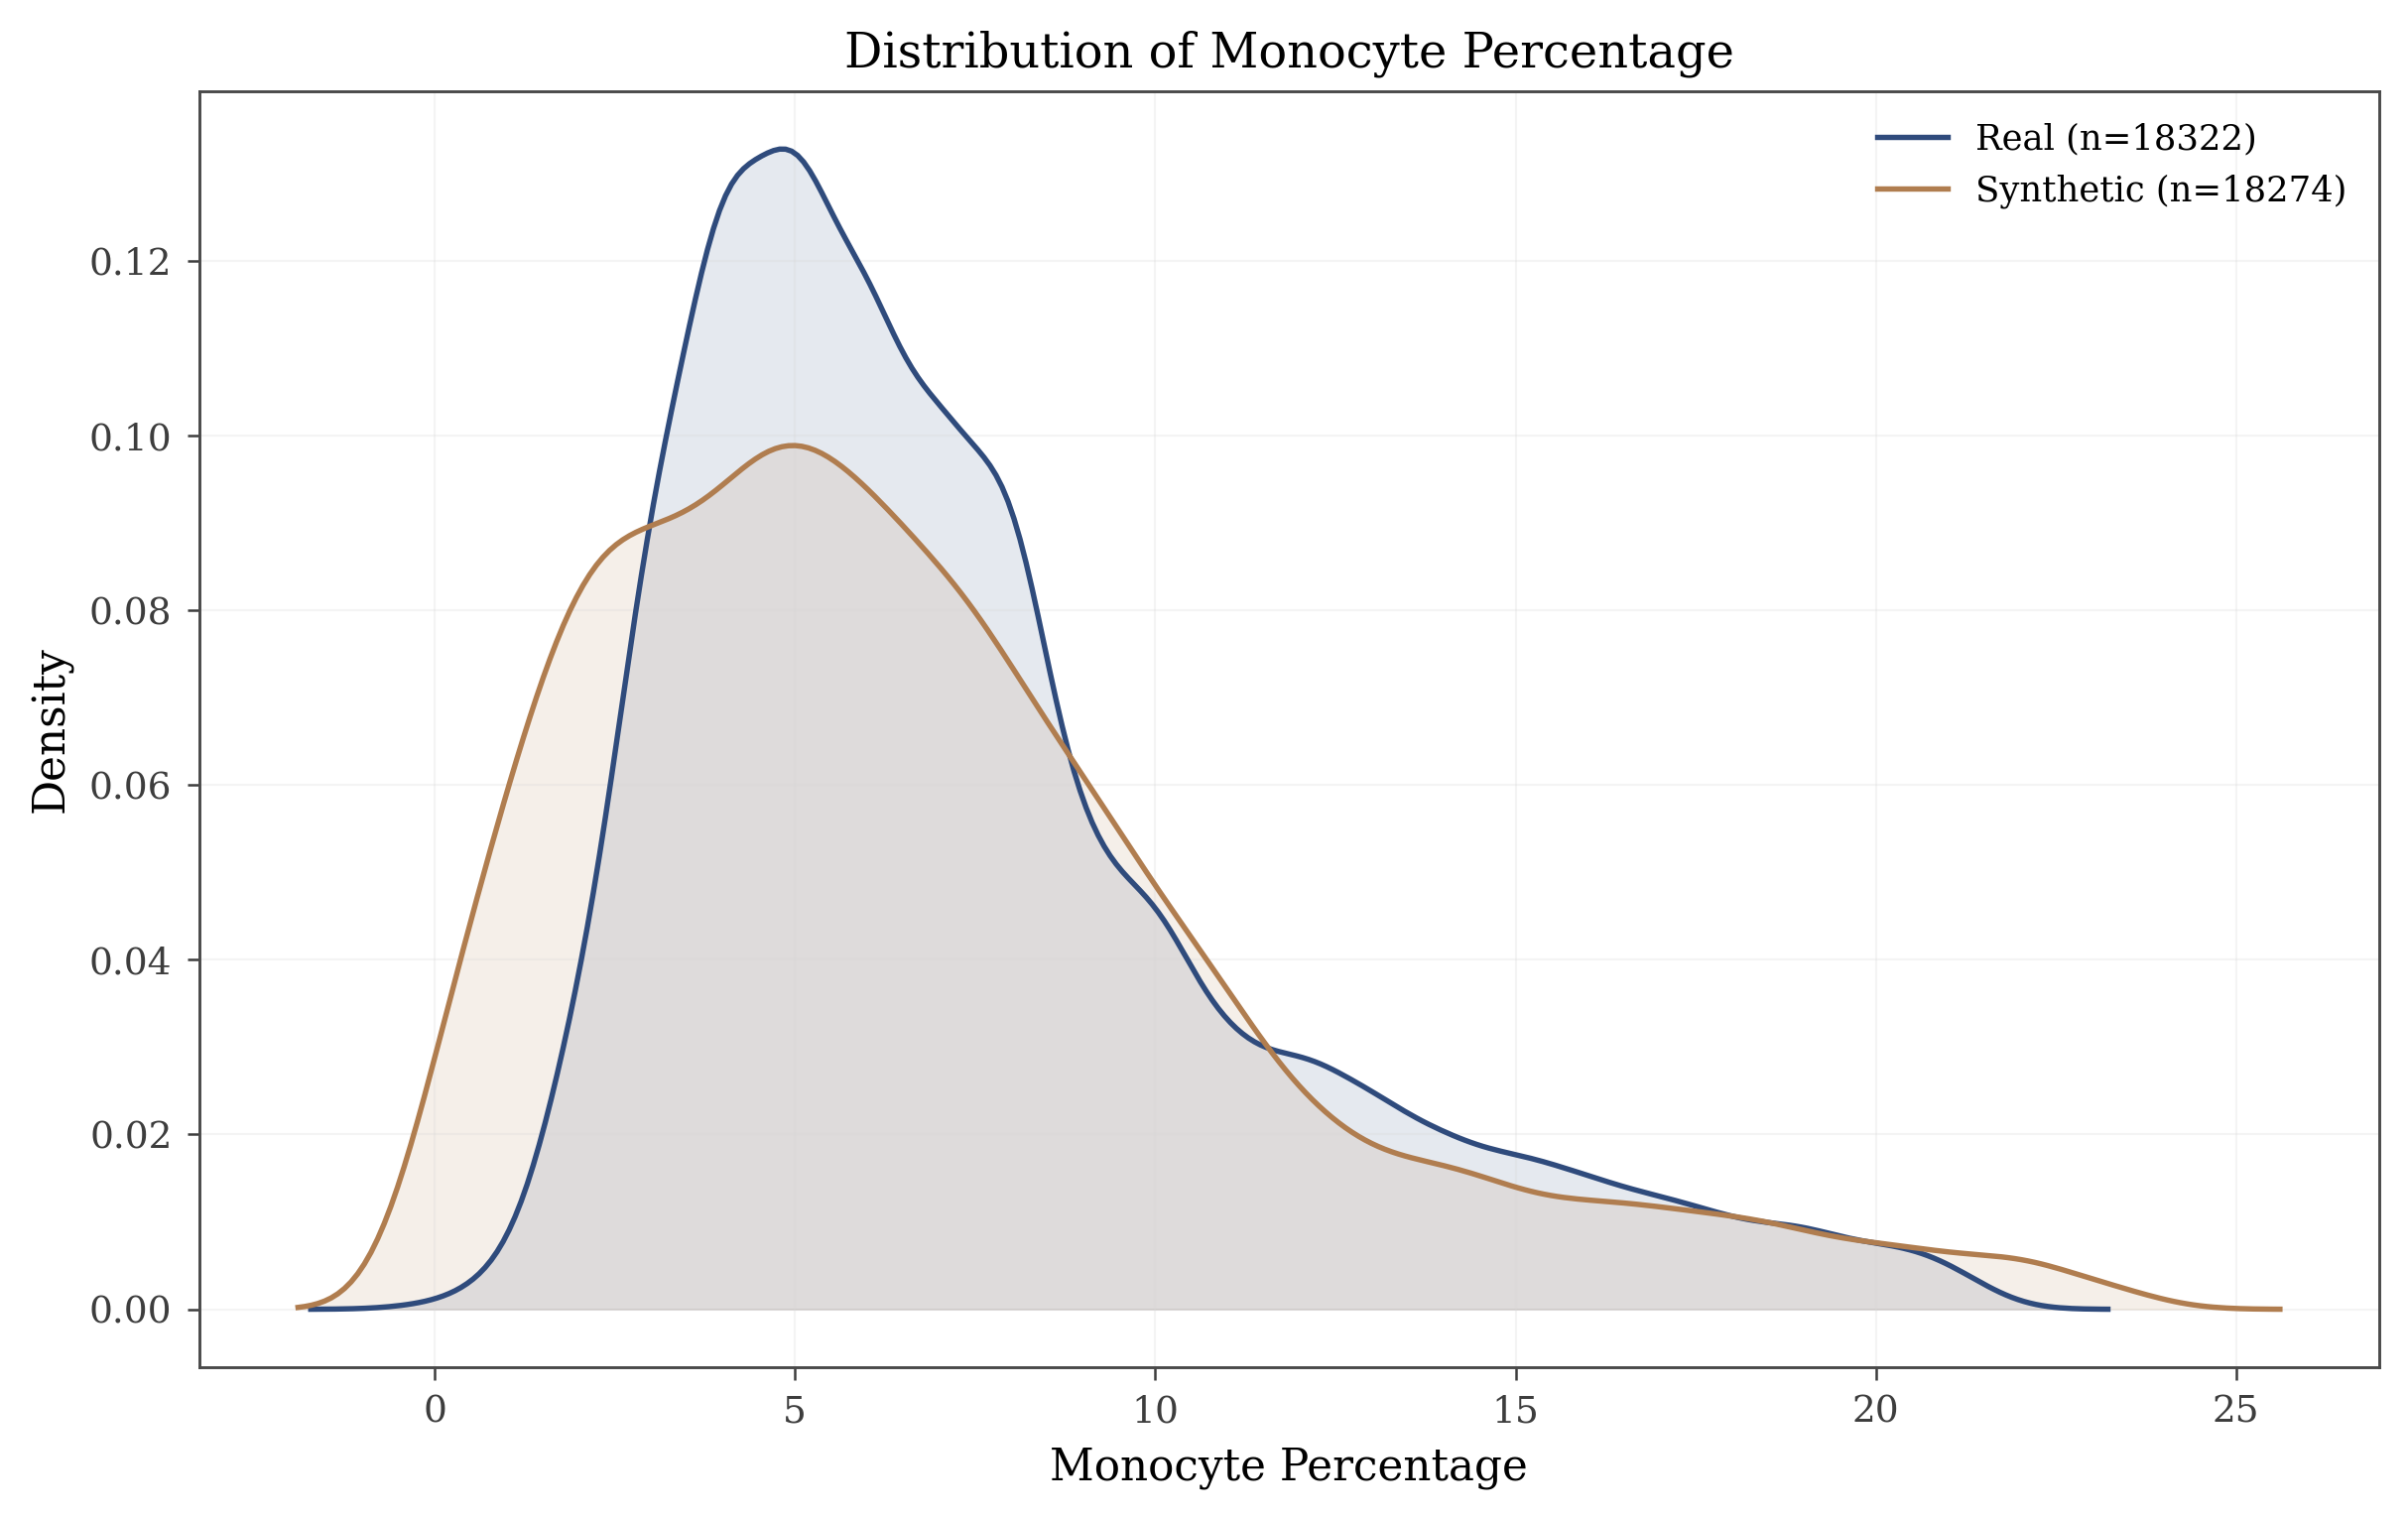 Distribution of Monocyte Percentage
Real (n=18322)
Synthetic (n=18274)
Density
0.12
0.10
0.08
0.06
0.04
0.02
0.00
0 5 10 15 20 25
Monocyte Percentage